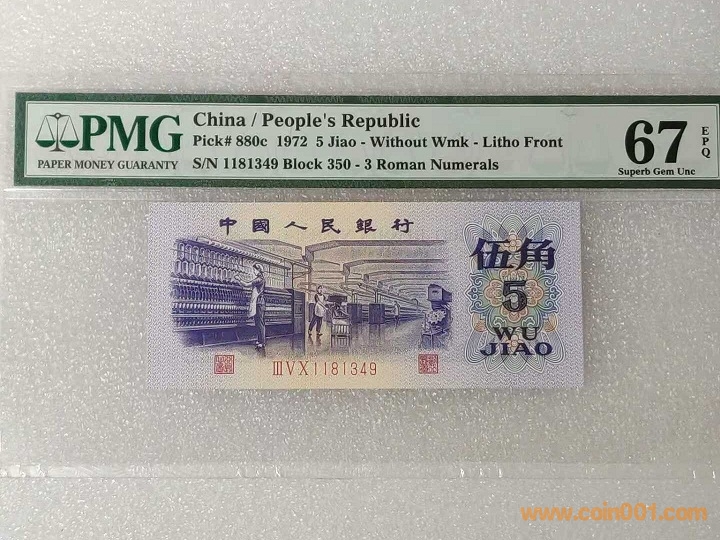 PMG
PAPER MONEY GUARANTY
China / People's Republic
Pick# 880c 1972 5 Jiao - Without Wmk - Litho Front
S/N 1181349 Block 350 - 3 Roman Numerals
67 EPQ
Superb Gem Unc
中國人民銀行
伍角
5
WU
JIAO
ⅢⅤⅩ1181349
www.coin001.com